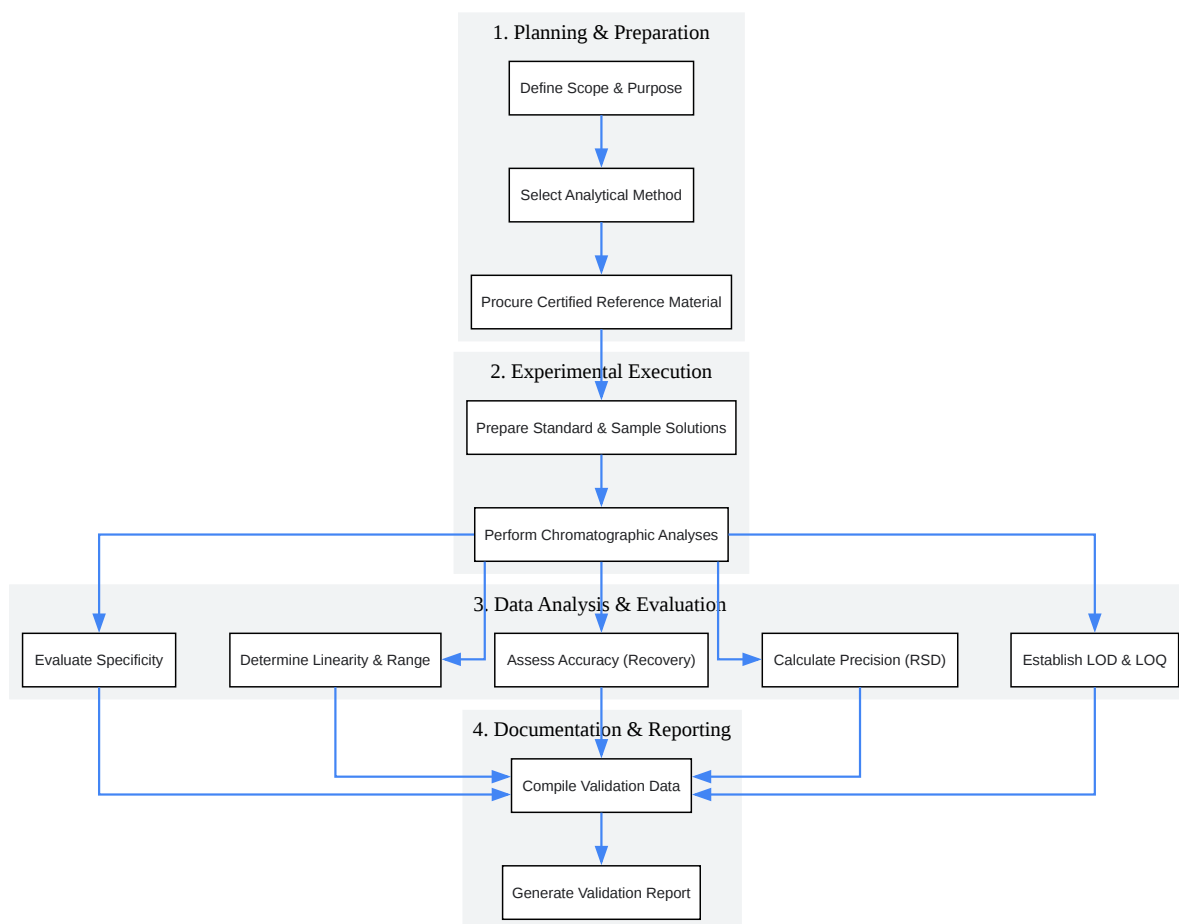 1. Planning & Preparation
Define Scope & Purpose
Select Analytical Method
Procure Certified Reference Material
2. Experimental Execution
Prepare Standard & Sample Solutions
Perform Chromatographic Analyses
3. Data Analysis & Evaluation
Evaluate Specificity
Determine Linearity & Range
Assess Accuracy (Recovery)
Calculate Precision (RSD)
Establish LOD & LOQ
4. Documentation & Reporting
Compile Validation Data
Generate Validation Report